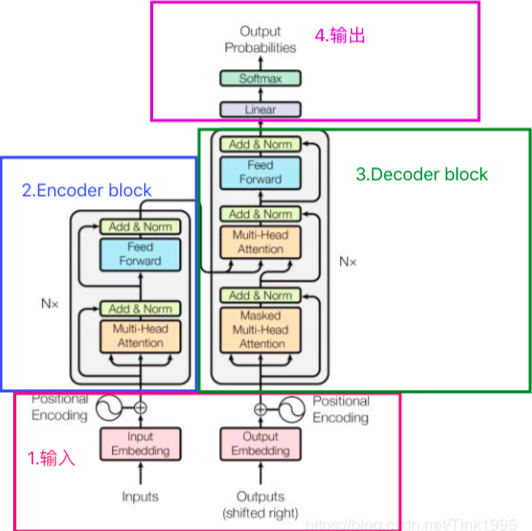 Output
Probabilities
4.输出
Softmax
Linear
Add & Norm
Feed
Forward
3.Decoder block
Add & Norm
Multi-Head
Attention
Nx
Add & Norm
Masked
Multi-Head
Attention
2.Encoder block
Add & Norm
Feed
Forward
Nx
Add & Norm
Multi-Head
Attention
Positional
Encoding
Positional
Encoding
1.输入
Input
Embedding
Output
Embedding
Inputs
Outputs
(shifted right)
https://blog.csdn.net/Tink1995